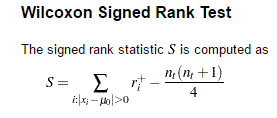 Wilcoxon Signed Rank Test
The signed rank statistic S is computed as
S = ∑ r_i^+ − n_t(n_t + 1)/4
i:|x_i − μ_0|>0